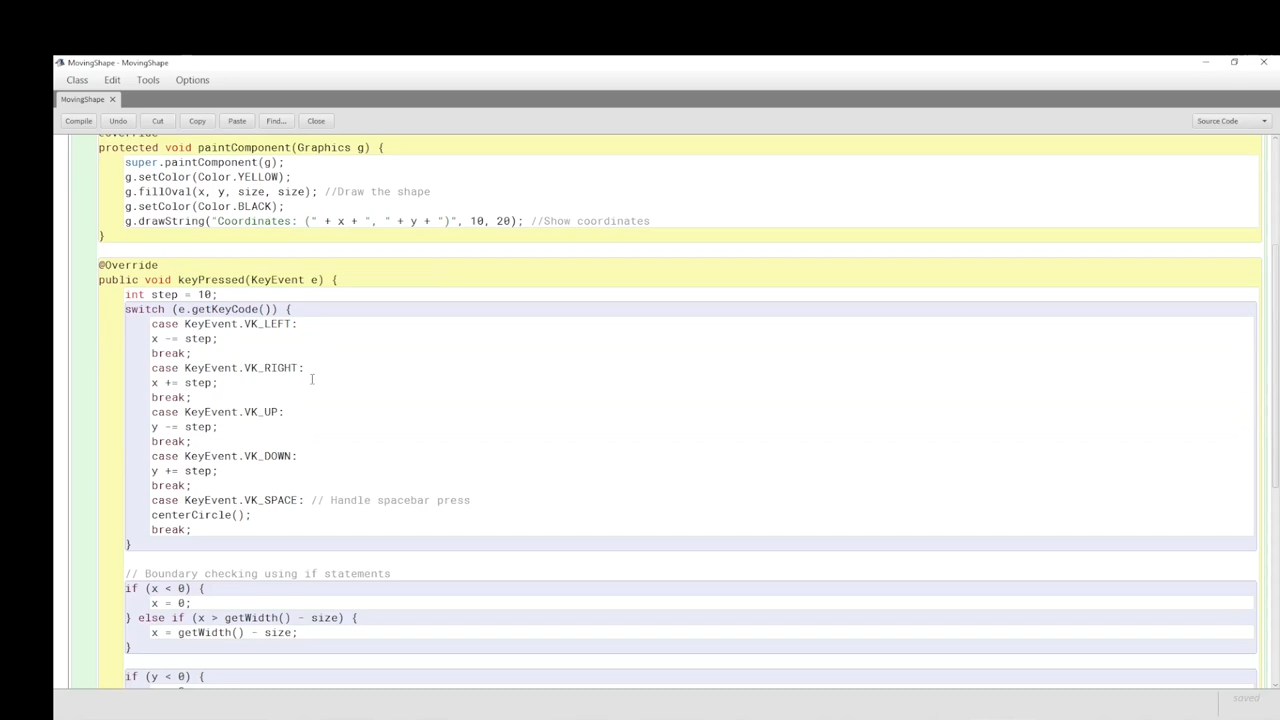 MovingShape - MovingShape
Class Edit Tools Options
MovingShape X
Compile Undo Cut Copy Paste Find... Close Source Code
@Override
protected void paintComponent(Graphics g) {
super.paintComponent(g);
g.setColor(Color.YELLOW);
g.fillOval(x, y, size, size); //Draw the shape
g.setColor(Color.BLACK);
g.drawString("Coordinates: (" + x + ", " + y + ")", 10, 20); //Show coordinates
}
@Override
public void keyPressed(KeyEvent e) {
int step = 10;
switch (e.getKeyCode()) {
case KeyEvent.VK_LEFT:
x -= step;
break;
case KeyEvent.VK_RIGHT:
x += step;
break;
case KeyEvent.VK_UP:
y -= step;
break;
case KeyEvent.VK_DOWN:
y += step;
break;
case KeyEvent.VK_SPACE: // Handle spacebar press
centerCircle();
break;
}
// Boundary checking using if statements
if (x < 0) {
x = 0;
} else if (x > getWidth() - size) {
x = getWidth() - size;
}
if (y < 0) {
saved